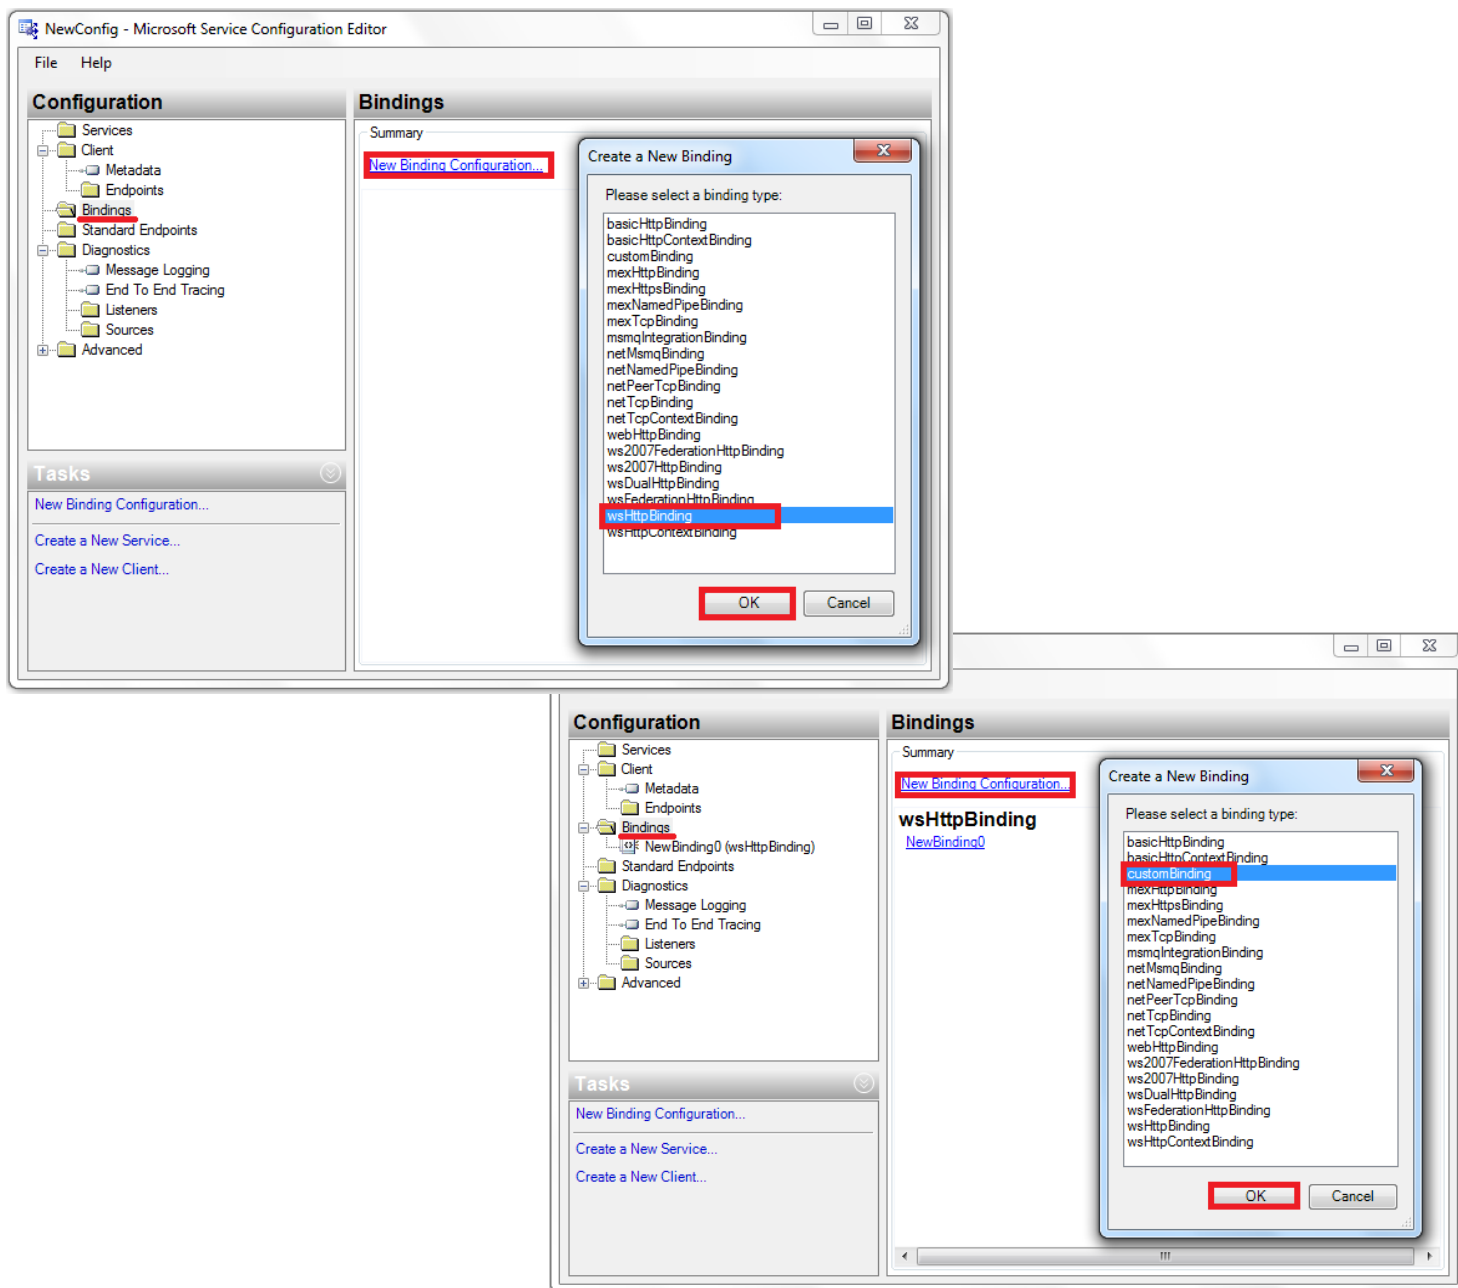 NewConfig - Microsoft Service Configuration Editor
File Help
Configuration
Services
Client
Metadata
Endpoints
Bindings
Standard Endpoints
Diagnostics
Message Logging
End To End Tracing
Listeners
Sources
Advanced
Tasks
New Binding Configuration...
Create a New Service...
Create a New Client...
Bindings
Summary
New Binding Configuration...
Create a New Binding
Please select a binding type:
basicHttpBinding
basicHttpContextBinding
customBinding
mexHttpBinding
mexHttpsBinding
mexNamedPipeBinding
mexTcpBinding
msmqIntegrationBinding
netMsmqBinding
netNamedPipeBinding
netPeerTcpBinding
netTcpBinding
netTcpContextBinding
webHttpBinding
ws2007FederationHttpBinding
ws2007HttpBinding
wsDualHttpBinding
wsFederationHttpBinding
wsHttpBinding
wsHttpContextBinding
OK Cancel
Configuration
Services
Client
Metadata
Endpoints
Bindings
NewBinding0 (wsHttpBinding)
Standard Endpoints
Diagnostics
Message Logging
End To End Tracing
Listeners
Sources
Advanced
Tasks
New Binding Configuration...
Create a New Service...
Create a New Client...
Bindings
Summary
New Binding Configuration...
wsHttpBinding
NewBinding0
Create a New Binding
Please select a binding type:
basicHttpBinding
basicHttpContextBinding
customBinding
mexHttpBinding
mexHttpsBinding
mexNamedPipeBinding
mexTcpBinding
msmqIntegrationBinding
netMsmqBinding
netNamedPipeBinding
netPeerTcpBinding
netTcpBinding
netTcpContextBinding
webHttpBinding
ws2007FederationHttpBinding
ws2007HttpBinding
wsDualHttpBinding
wsFederationHttpBinding
wsHttpBinding
wsHttpContextBinding
OK Cancel